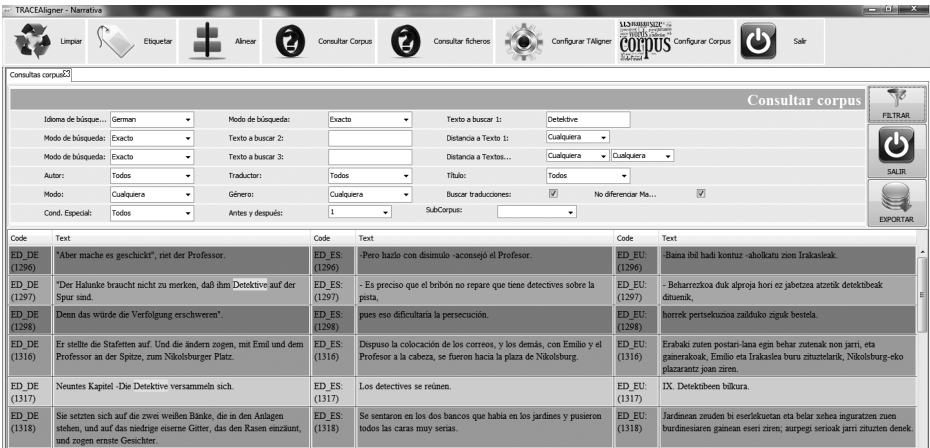 TRACEAligner - Narrativa
Limpiar
Etiquetar
Alinear
Consultar Corpus
Consultar ficheros
Configurar TAligner
words
corpus
Configurar Corpus
Salir
Consultas corpus
Consultar corpus
FILTRAR
SALIR
EXPORTAR
Idioma de búsque... German Modo de búsqueda: Exacto Texto a buscar 1: Detektive
Modo de búsqueda: Exacto Texto a buscar 2: Distancia a Texto 1: Cualquiera
Modo de búsqueda: Exacto Texto a buscar 3: Distancia a Textos... Cualquiera Cualquiera
Autor: Todos Traductor: Todos Título: Todos
Modo: Cualquiera Género: Cualquiera Buscar traducciones: No diferenciar Ma...
Cond. Especial: Todos Antes y después: 1 SubCorpus:
Code Text Code Text Code Text
ED_DE "Aber mache es geschickt", riet der Professor. ED_ES: -Pero hazlo con disimulo -aconsejó el Profesor. ED_EU: -Baina ibil hadi kontuz -aholkatu zion Irakasleak.
(1296) (1296) (1296)
ED_DE "Der Halunke braucht nicht zu merken, daß ihm Detektive auf der ED_ES: - Es preciso que el bribón no repare que tiene detectives sobre la ED_EU: - Beharrezkoa duk alproja hori ez jabetzea atzetik detektibeak
(1297) Spur sind. (1297) pista, (1297) dituenik,
ED_DE Denn das würde die Verfolgung erschweren". ED_ES: pues eso dificultaría la persecución. ED_EU: horrek pertsekuzioa zailduko ziguk bestela.
(1298) (1298) (1298)
ED_DE Er stellte die Stafetten auf. Und die ändern zogen, mit Emil und dem ED_ES: Dispuso la colocación de los correos, y los demás, con Emilio y el ED_EU: Erabaki zuten postari-lana egin behar zutenak non jarri, eta
(1316) Professor an der Spitze, zum Nikolsburger Platz. (1316) Profesor a la cabeza, se fueron hacia la plaza de Nikolsburg. (1316) gainerakoak, Emilio eta Irakaslea buru zituztelarik, Nikolsburg-eko
plazarantz joan ziren.
ED_DE Neuntes Kapitel -Die Detektive versammeln sich. ED_ES: Los detectives se reúnen. ED_EU: IX. Detektibeen bilkura.
(1317) (1317) (1317)
ED_DE Sie setzten sich auf die zwei weißen Bänke, die in den Anlagen ED_ES: Se sentaron en los dos bancos que había en los jardines y pusieron ED_EU: Jardinean zeuden bi eserlekuetan eta belar xehea inguratzen zuen
(1318) stehen, und auf das niedrige eiserne Gitter, das den Rasen einzäunt, (1318) todos las caras muy serias. (1318) burdinesiaren gainean eseri ziren; aurpegi serioak jarri zituzten denek.
und zogen ernste Gesichter.